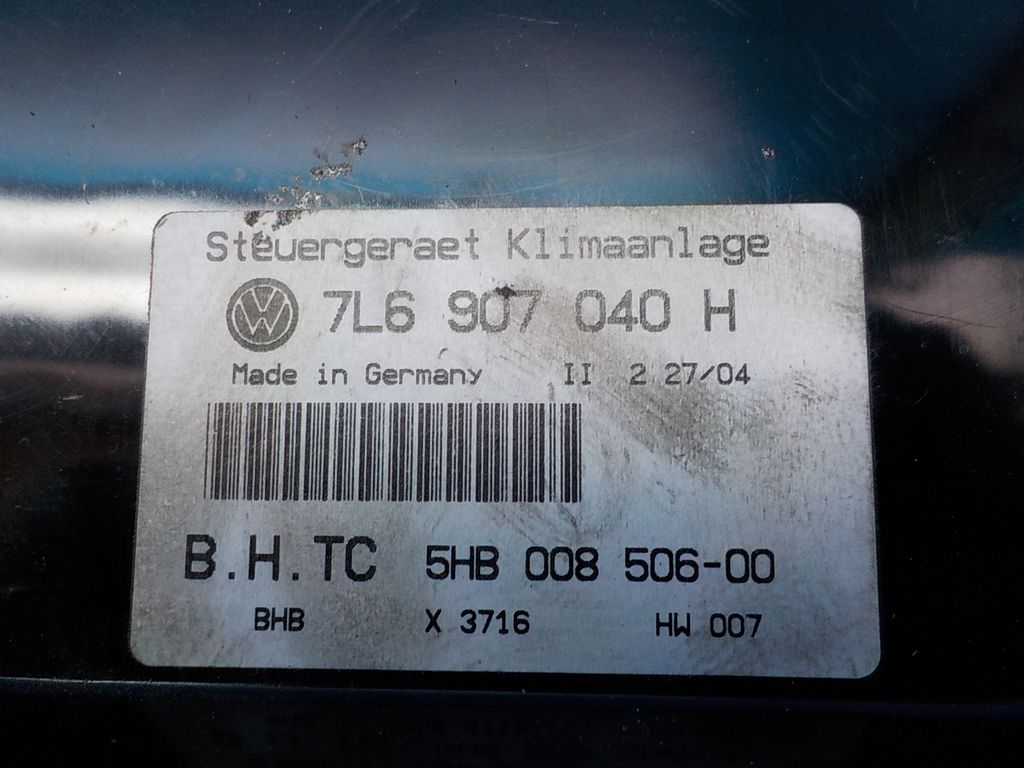 Steuergeraet Klimaanlage
7L6 907 040 H
Made in Germany II 2 27/04
B.H.TC 5HB 008 506-00
BHB X 3716 HW 007